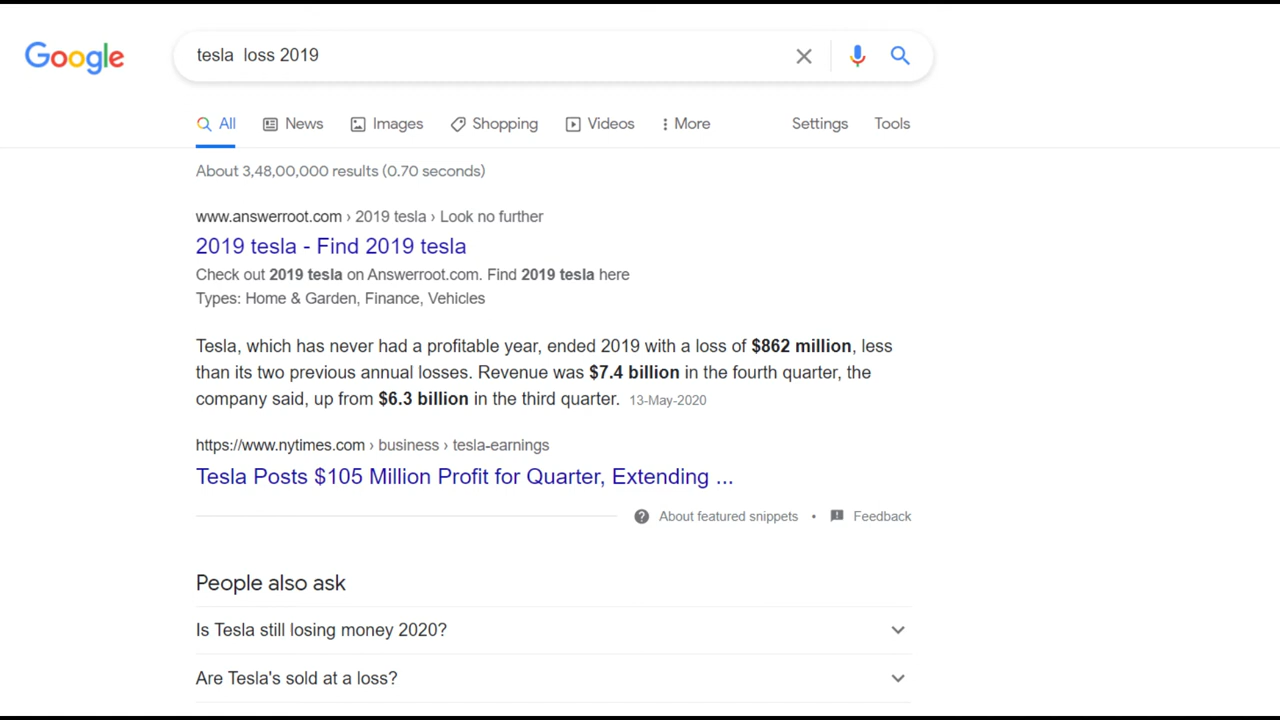 Google
tesla  loss 2019
All News Images Shopping Videos More Settings Tools
About 3,48,00,000 results (0.70 seconds)
www.answerroot.com › 2019 tesla › Look no further
2019 tesla - Find 2019 tesla
Check out 2019 tesla on Answerroot.com. Find 2019 tesla here
Types: Home & Garden, Finance, Vehicles
Tesla, which has never had a profitable year, ended 2019 with a loss of $862 million, less
than its two previous annual losses. Revenue was $7.4 billion in the fourth quarter, the
company said, up from $6.3 billion in the third quarter. 13-May-2020
https://www.nytimes.com › business › tesla-earnings
Tesla Posts $105 Million Profit for Quarter, Extending ...
About featured snippets • Feedback
People also ask
Is Tesla still losing money 2020?
Are Tesla's sold at a loss?